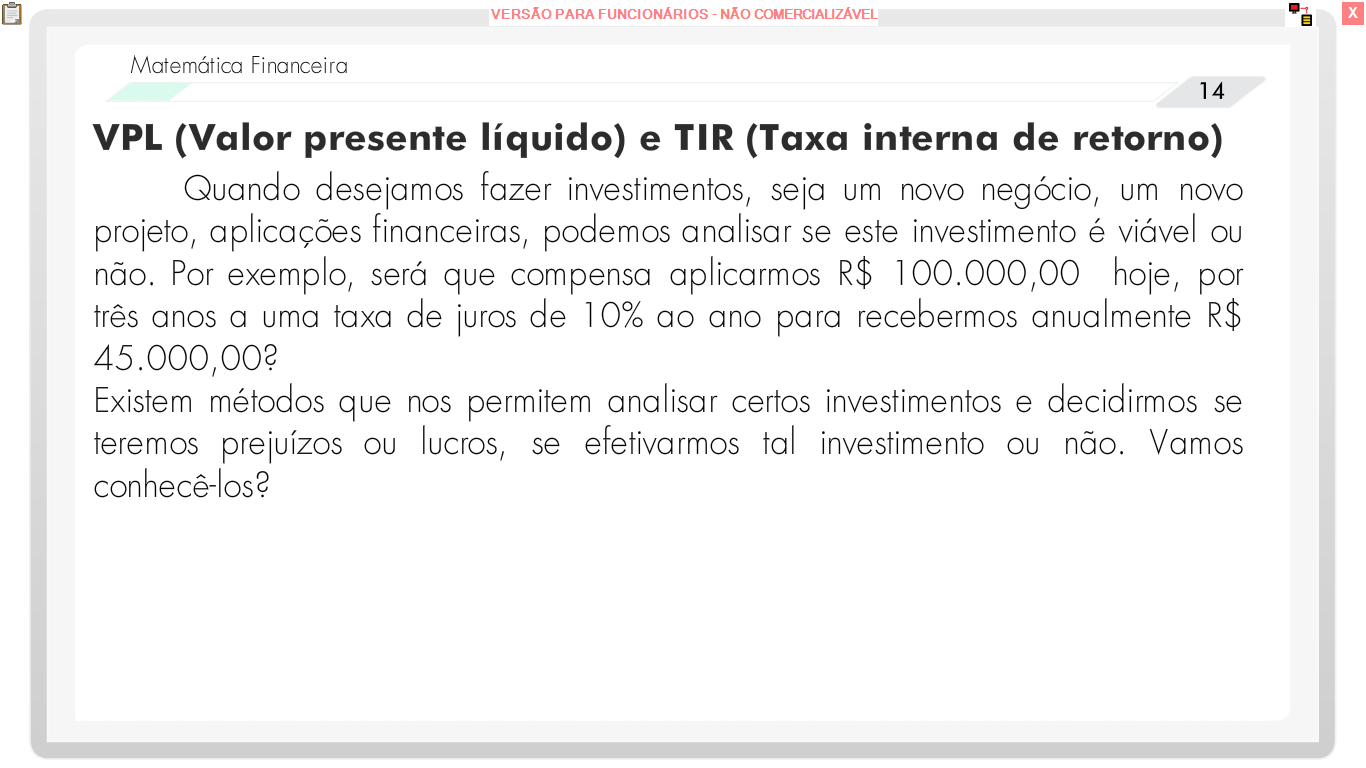 VERSÃO PARA FUNCIONÁRIOS - NÃO COMERCIALIZÁVEL
X
Matemática Financeira
14
VPL (Valor presente líquido) e TIR (Taxa interna de retorno)
Quando desejamos fazer investimentos, seja um novo negócio, um novo
projeto, aplicações financeiras, podemos analisar se este investimento é viável ou
não. Por exemplo, será que compensa aplicarmos R$ 100.000,00 hoje, por
três anos a uma taxa de juros de 10% ao ano para recebermos anualmente R$
45.000,00?
Existem métodos que nos permitem analisar certos investimentos e decidirmos se
teremos prejuízos ou lucros, se efetivarmos tal investimento ou não. Vamos
conhecê-los?